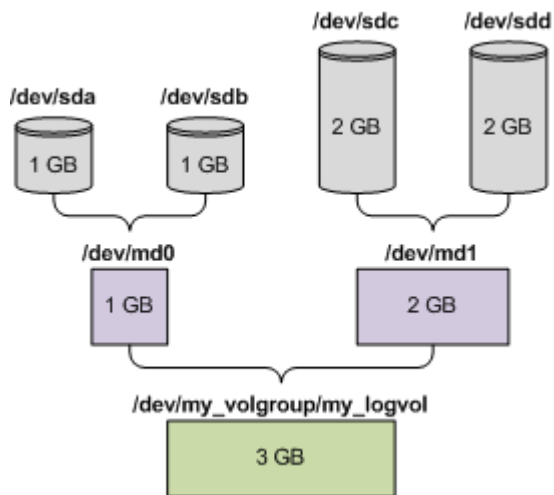 /dev/sdc /dev/sdd
/dev/sda /dev/sdb
2 GB 2 GB
1 GB 1 GB
/dev/md0 /dev/md1
1 GB 2 GB
/dev/my_volgroup/my_logvol
3 GB